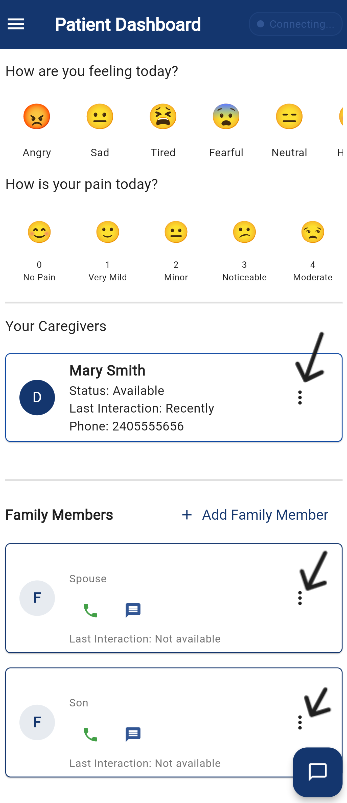 Patient Dashboard
Connecting...
How are you feeling today?
Angry Sad Tired Fearful Neutral H
How is your pain today?
0 1 2 3 4
No Pain Very Mild Minor Noticeable Moderate
Your Caregivers
Mary Smith
D
Status: Available
Last Interaction: Recently
Phone: 2405555656
Family Members + Add Family Member
Spouse
F
Last Interaction: Not available
Son
F
Last Interaction: Not available